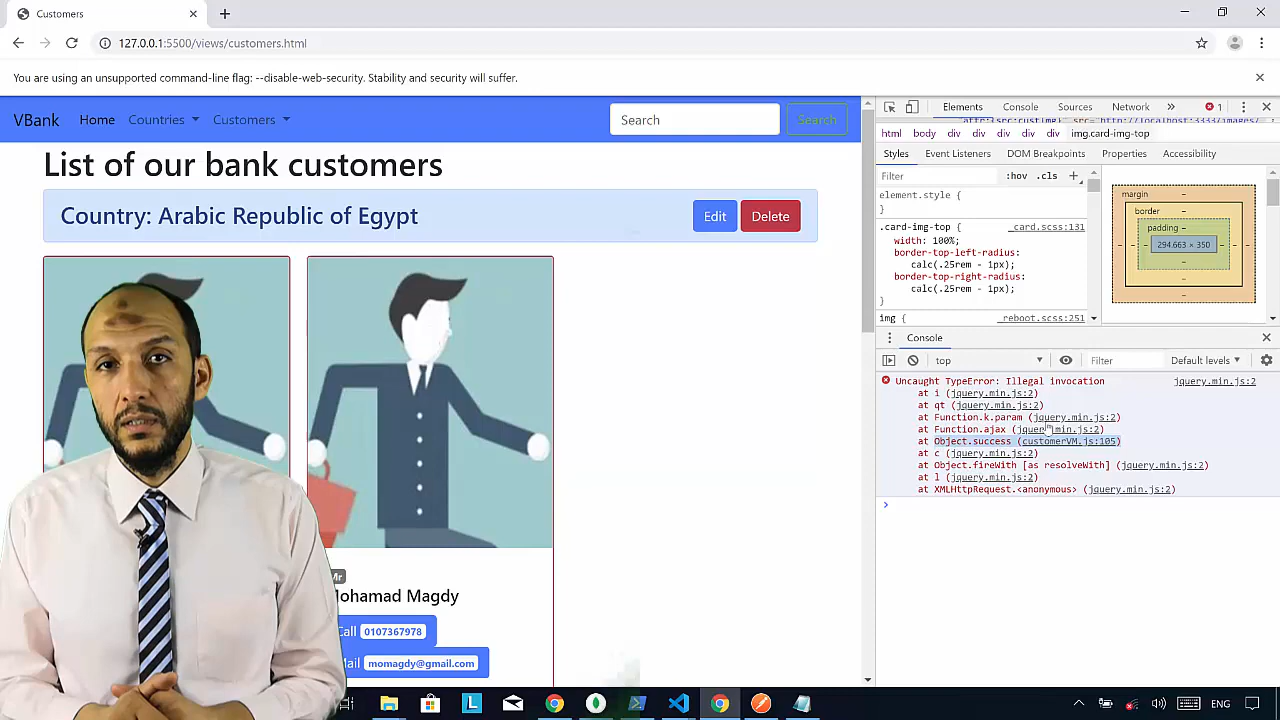 Customers
127.0.0.1:5500/views/customers.html
You are using an unsupported command-line flag: --disable-web-security. Stability and security will suffer.
VBank Home Countries Customers Search Search
List of our bank customers
Country: Arabic Republic of Egypt Edit Delete
Mr
Mohamad Magdy
Call 0107367978
Mail momagdy@gmail.com
Elements Console Sources Network » 1
html body div div div div img.card-img-top
Styles Event Listeners DOM Breakpoints Properties Accessibility
Filter :hov .cls +
element.style {
}
.card-img-top { _card.scss:131
width: 100%;
border-top-left-radius:
calc(.25rem - 1px);
border-top-right-radius:
calc(.25rem - 1px);
}
img { _reboot.scss:251
margin -
border -
padding -
- - - 294.663 × 350 - - -
-
-
-
Console
top Filter Default levels
Uncaught TypeError: Illegal invocation jquery.min.js:2
at i (jquery.min.js:2)
at qt (jquery.min.js:2)
at Function.k.param (jquery.min.js:2)
at Function.ajax (jquery.min.js:2)
at Object.success (customerVM.js:105)
at c (jquery.min.js:2)
at Object.fireWith [as resolveWith] (jquery.min.js:2)
at l (jquery.min.js:2)
at XMLHttpRequest.<anonymous> (jquery.min.js:2)
ENG